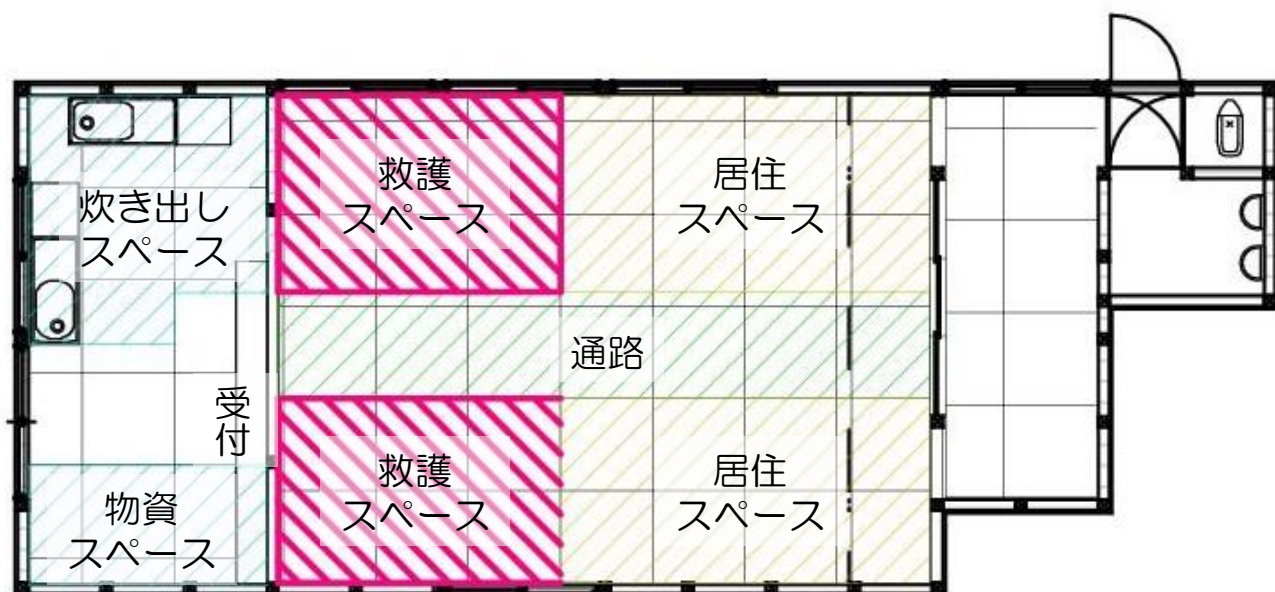 炊き出し
スペース
救護
スペース
居住
スペース
通路
受付
物資
スペース
救護
スペース
居住
スペース